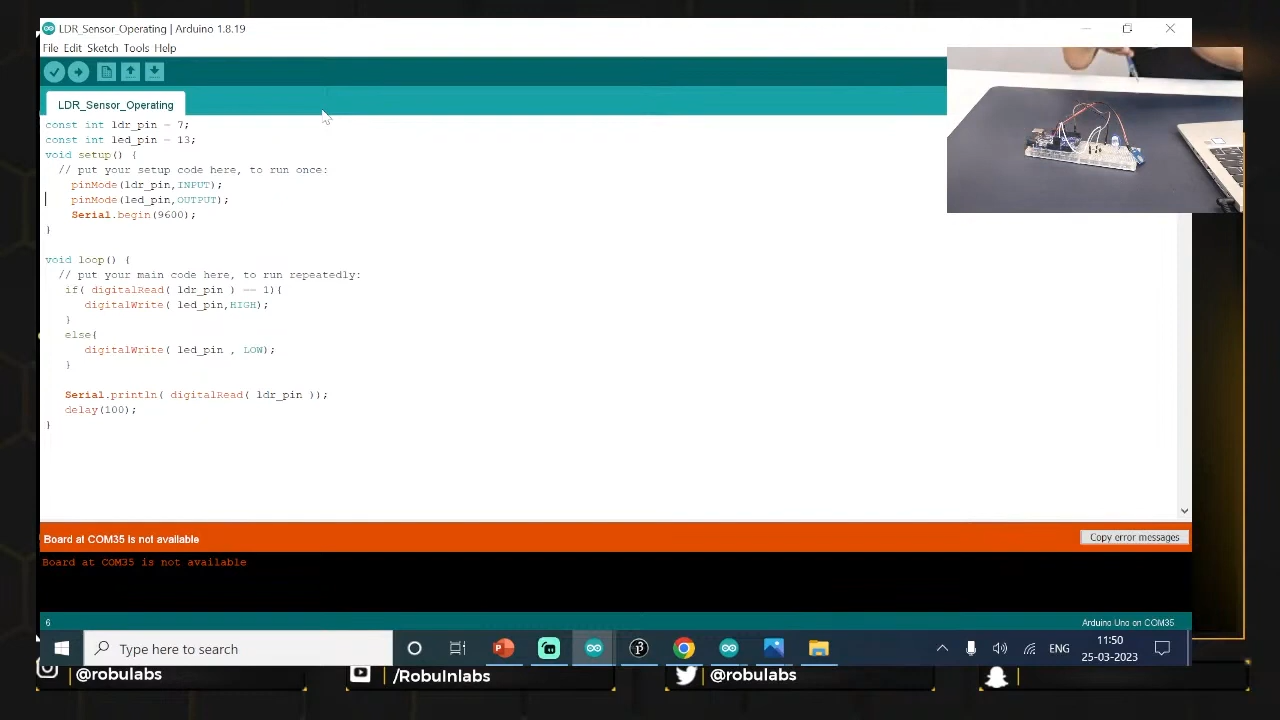 LDR_Sensor_Operating | Arduino 1.8.19
File Edit Sketch Tools Help
LDR_Sensor_Operating
const int ldr_pin = 7;
const int led_pin = 13;
void setup() {
// put your setup code here, to run once:
pinMode(ldr_pin,INPUT);
pinMode(led_pin,OUTPUT);
Serial.begin(9600);
}
void loop() {
// put your main code here, to run repeatedly:
if( digitalRead( ldr_pin ) == 1){
digitalWrite( led_pin,HIGH);
}
else{
digitalWrite( led_pin , LOW);
}
Serial.println( digitalRead( ldr_pin ));
delay(100);
}
Board at COM35 is not available
Copy error messages
Board at COM35 is not available
6
Arduino Uno on COM35
Type here to search
ENG
11:50
25-03-2023
@robulabs
/RobuInlabs
@robulabs